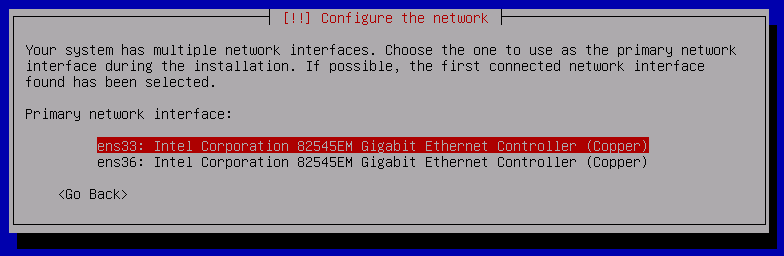 [!!] Configure the network
Your system has multiple network interfaces. Choose the one to use as the primary network
interface during the installation. If possible, the first connected network interface
found has been selected.
Primary network interface:
ens33: Intel Corporation 82545EM Gigabit Ethernet Controller (Copper)
ens36: Intel Corporation 82545EM Gigabit Ethernet Controller (Copper)
<Go Back>